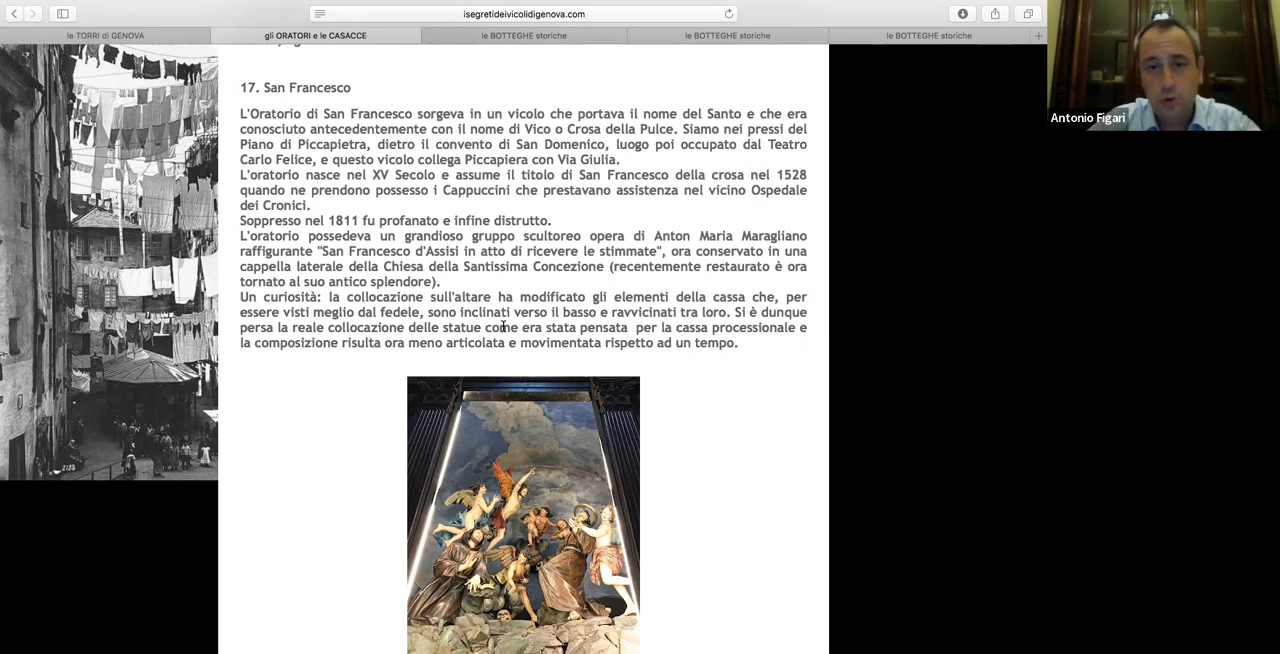 isegretideivicolidigenova.com
le TORRI di GENOVA
gli ORATORI e le CASACCE
le BOTTEGHE storiche
le BOTTEGHE storiche
le BOTTEGHE storiche
Antonio Figari
17. San Francesco
L'Oratorio di San Francesco sorgeva in un vicolo che portava il nome del Santo e che era
conosciuto antecedentemente con il nome di Vico o Crosa della Pulce. Siamo nei pressi del
Piano di Piccapietra, dietro il convento di San Domenico, luogo poi occupato dal Teatro
Carlo Felice, e questo vicolo collega Piccapiera con Via Giulia.
L'oratorio nasce nel XV Secolo e assume il titolo di San Francesco della crosa nel 1528
quando ne prendono possesso i Cappuccini che prestavano assistenza nel vicino Ospedale
dei Cronici.
Soppresso nel 1811 fu profanato e infine distrutto.
L'oratorio possedeva un grandioso gruppo scultoreo opera di Anton Maria Maragliano
raffigurante "San Francesco d'Assisi in atto di ricevere le stimmate", ora conservato in una
cappella laterale della Chiesa della Santissima Concezione (recentemente restaurato è ora
tornato al suo antico splendore).
Un curiosità: la collocazione sull'altare ha modificato gli elementi della cassa che, per
essere visti meglio dal fedele, sono inclinati verso il basso e ravvicinati tra loro. Si è dunque
persa la reale collocazione delle statue come era stata pensata per la cassa processionale e
la composizione risulta ora meno articolata e movimentata rispetto ad un tempo.